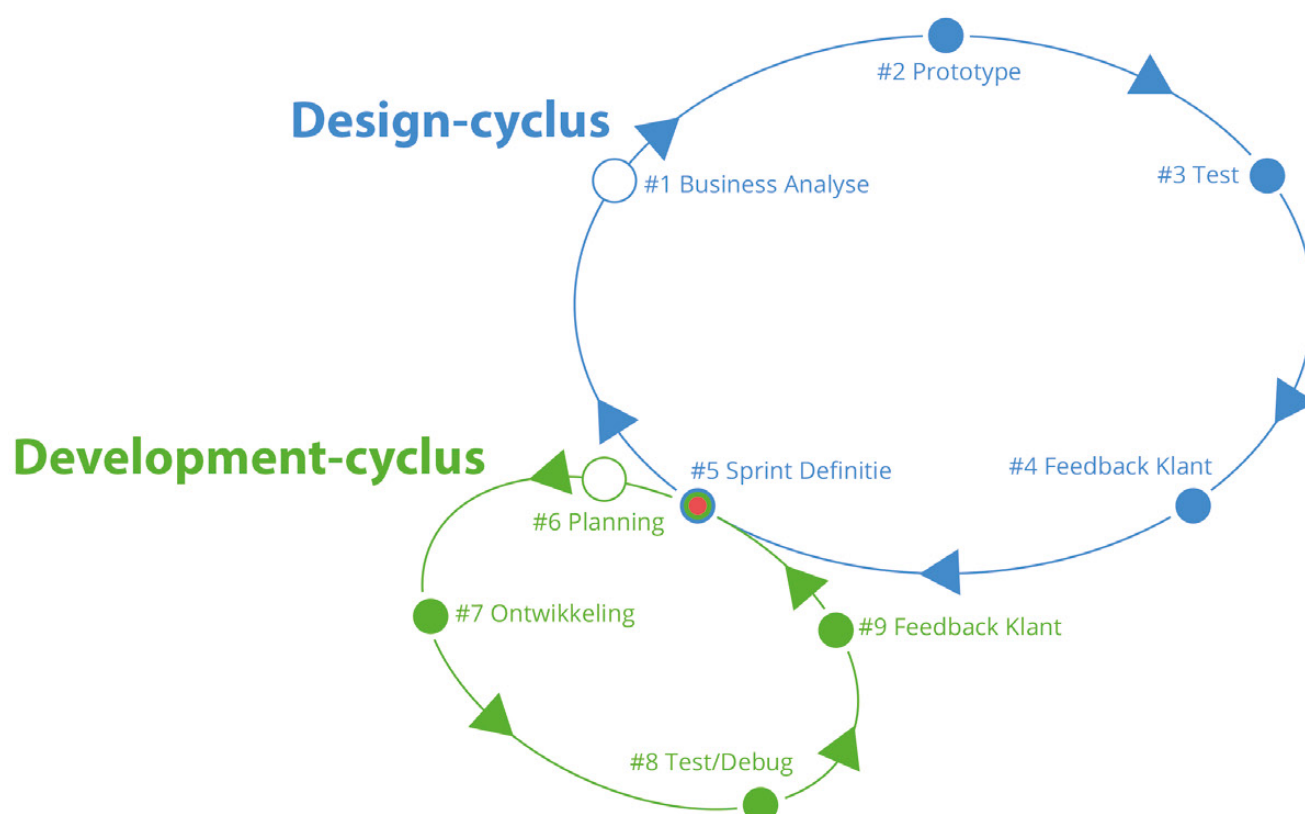 Design-cyclus
#1 Business Analyse
#2 Prototype
#3 Test
#4 Feedback Klant
#5 Sprint Definitie
Development-cyclus
#6 Planning
#7 Ontwikkeling
#8 Test/Debug
#9 Feedback Klant